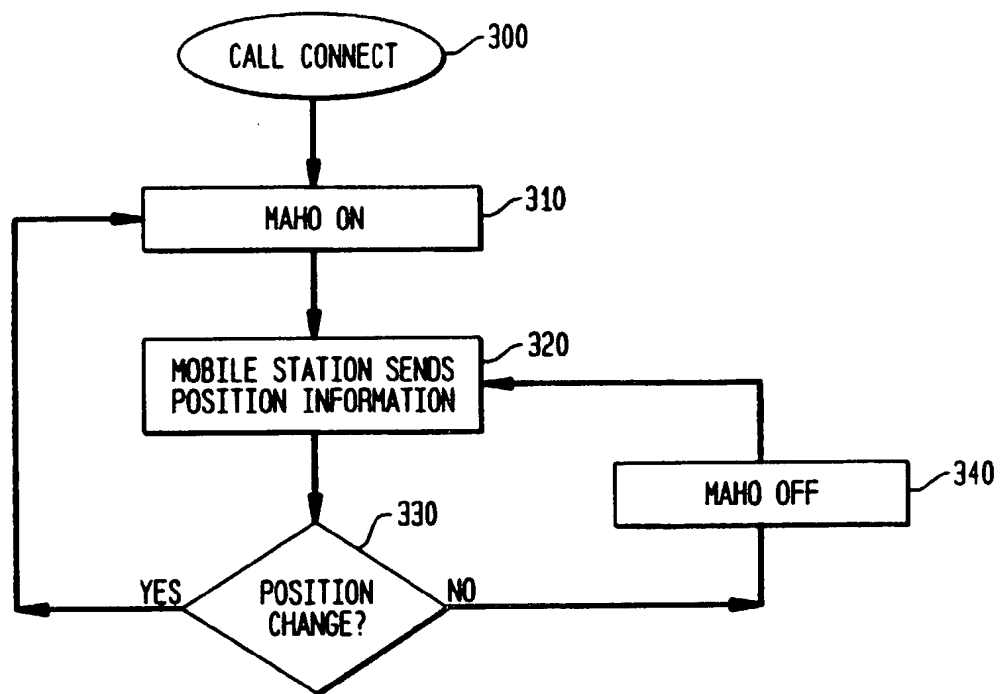 CALL CONNECT
300
MAHO ON
310
MOBILE STATION SENDS
POSITION INFORMATION
320
330
POSITION
CHANGE?
YES
NO
MAHO OFF
340